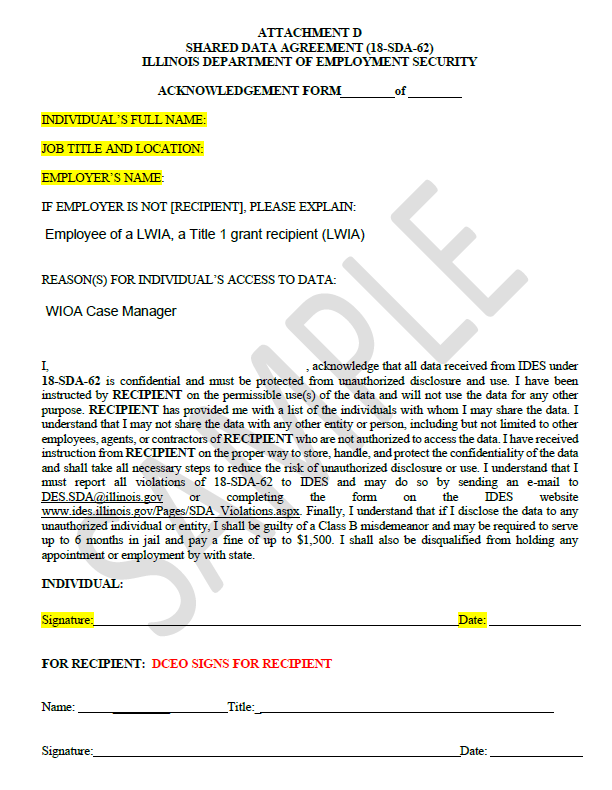 ATTACHMENT D
SHARED DATA AGREEMENT (18-SDA-62)
ILLINOIS DEPARTMENT OF EMPLOYMENT SECURITY
ACKNOWLEDGEMENT FORM________of ________
INDIVIDUAL'S FULL NAME:
JOB TITLE AND LOCATION:
EMPLOYER'S NAME:
IF EMPLOYER IS NOT [RECIPIENT], PLEASE EXPLAIN:
Employee of a LWIA, a Title 1 grant recipient (LWIA)
REASON(S) FOR INDIVIDUAL'S ACCESS TO DATA:
WIOA Case Manager
I, , acknowledge that all data received from IDES under
18-SDA-62 is confidential and must be protected from unauthorized disclosure and use. I have been
instructed by RECIPIENT on the permissible use(s) of the data and will not use the data for any other
purpose. RECIPIENT has provided me with a list of the individuals with whom I may share the data. I
understand that I may not share the data with any other entity or person, including but not limited to other
employees, agents, or contractors of RECIPIENT who are not authorized to access the data. I have received
instruction from RECIPIENT on the proper way to store, handle, and protect the confidentiality of the data
and shall take all necessary steps to reduce the risk of unauthorized disclosure or use. I understand that I
must report all violations of 18-SDA-62 to IDES and may do so by sending an e-mail to
DES.SDA@illinois.gov or completing the form on the IDES website
www.ides.illinois.gov/Pages/SDA_Violations.aspx. Finally, I understand that if I disclose the data to any
unauthorized individual or entity, I shall be guilty of a Class B misdemeanor and may be required to serve
up to 6 months in jail and pay a fine of up to $1,500. I shall also be disqualified from holding any
appointment or employment by with state.
INDIVIDUAL:
Signature: Date:
FOR RECIPIENT: DCEO SIGNS FOR RECIPIENT
Name: Title:
Signature: Date:
SAMPLE